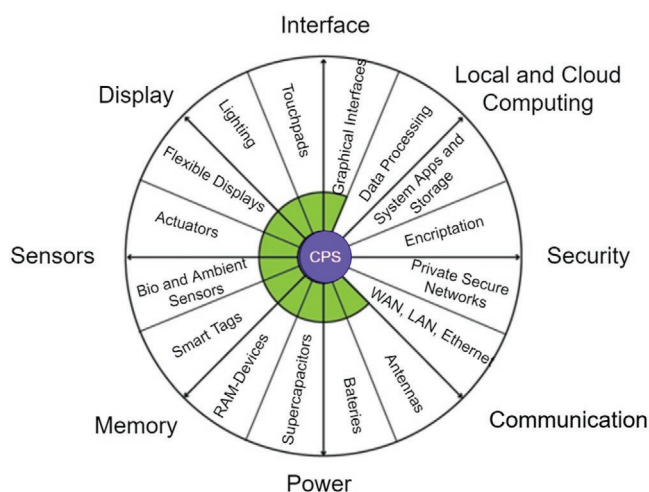 Interface
Local and Cloud
Computing
Display
Lighting
Touchpads
Graphical Interfaces
Data Processing
System Apps and
Storage
Flexible Displays
Actuators
Encriptation
Sensors
CPS
Security
Bio and Ambient
Sensors
Private Secure
Networks
Smart Tags
WAN, LAN, Etherne
RAM-Devices
Supercapacitors
Bateries
Antennas
Memory
Communication
Power